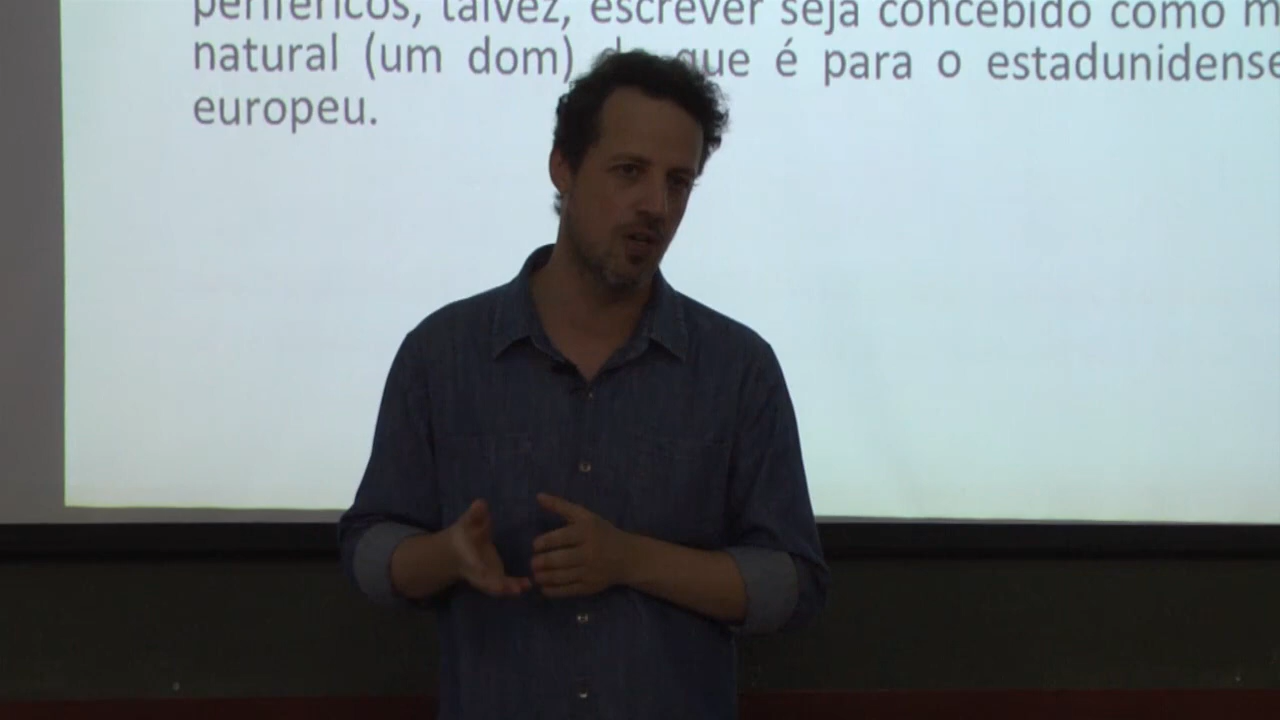 periféricos, talvez, escrever seja concebido como
natural (um dom) que é para o estadunidense
europeu.